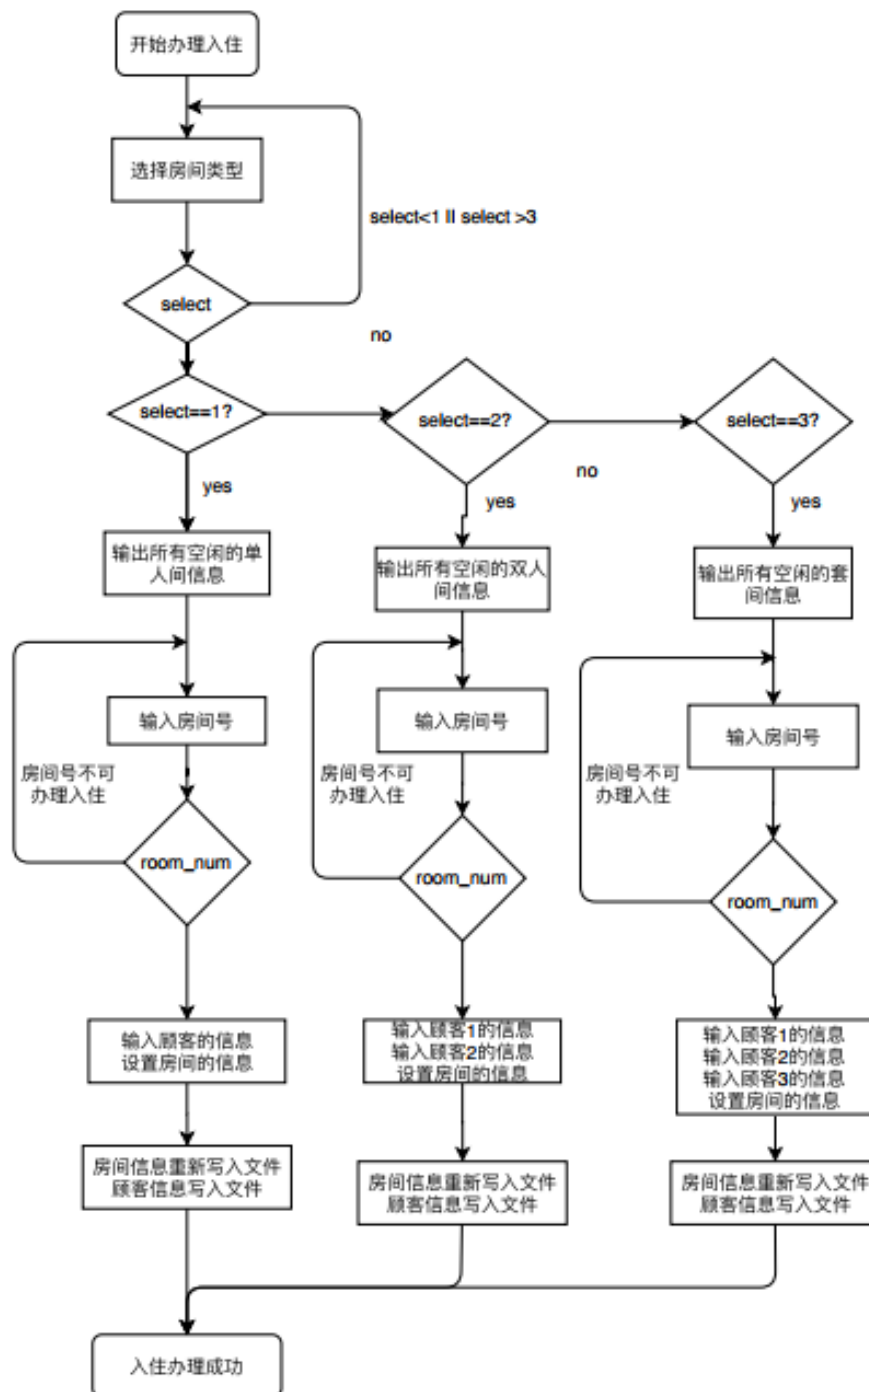 开始办理入住
选择房间类型
select<1 II select >3
select
no
select==1?
select==2?
select==3?
no
yes
yes
yes
输出所有空闲的单
人间信息
输出所有空闲的双人
间信息
输出所有空闲的套
间信息
输入房间号
输入房间号
输入房间号
房间号不可
办理入住
房间号不可
办理入住
房间号不可
办理入住
room_num
room_num
room_num
输入顾客的信息
设置房间的信息
输入顾客1的信息
输入顾客2的信息
设置房间的信息
输入顾客1的信息
输入顾客2的信息
输入顾客3的信息
设置房间的信息
房间信息重新写入文件
顾客信息写入文件
房间信息重新写入文件
顾客信息写入文件
房间信息重新写入文件
顾客信息写入文件
入住办理成功